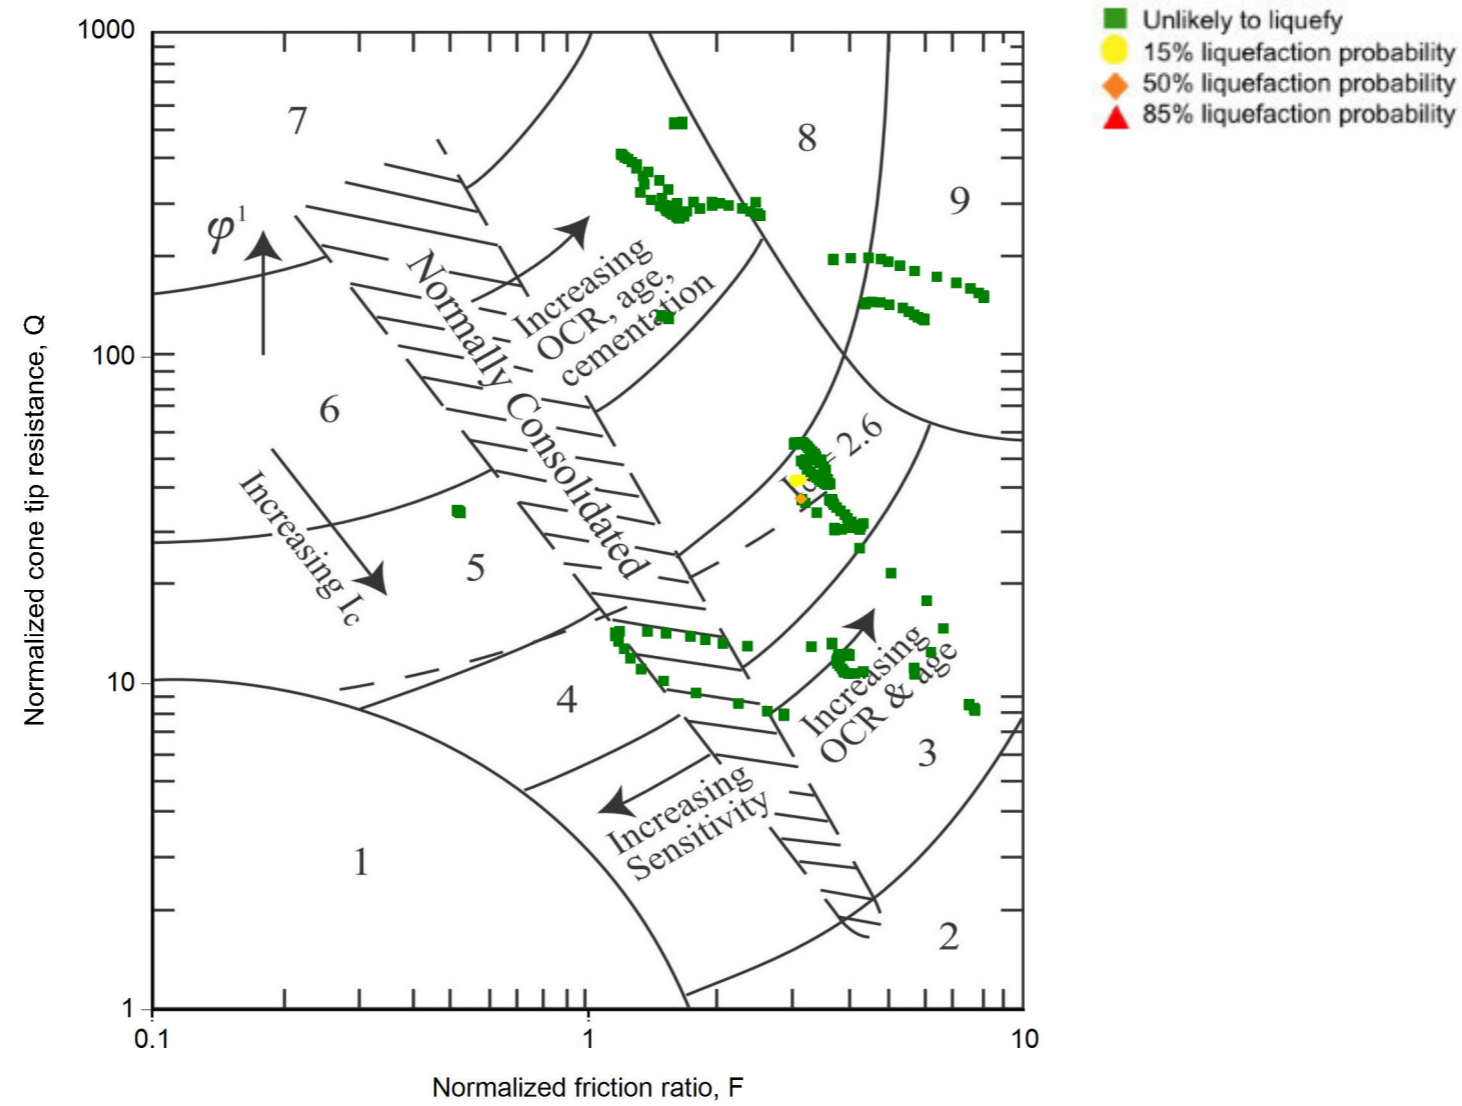 Unlikely to liquefy
15% liquefaction probability
50% liquefaction probability
85% liquefaction probability
1000
100
10
1
0.1
1
10
Normalized cone tip resistance, Q
Normalized friction ratio, F
7
8
9
φ¹
6
5
4
3
2
1
Normally Consolidated
Increasing
OCR, age,
cementation
Increasing Ic
= 2.6
Increasing
OCR & age
Increasing
Sensitivity